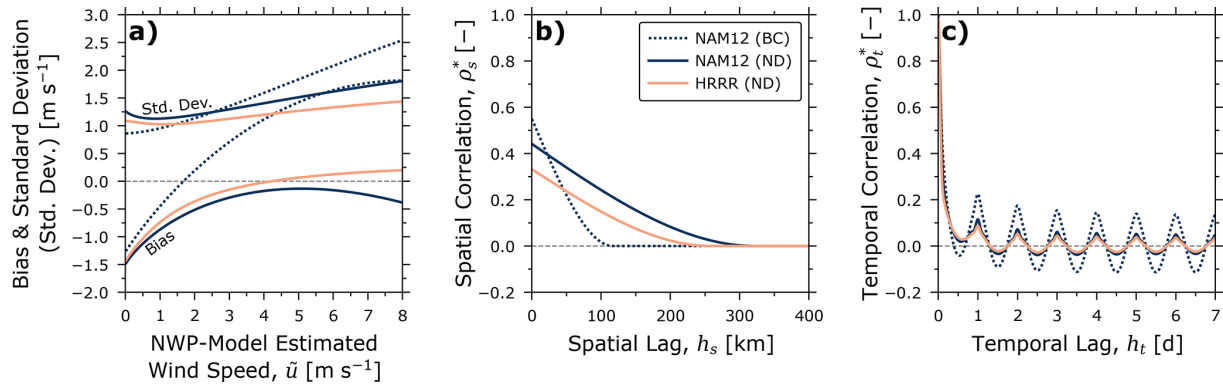 a)
Bias & Standard Deviation
(Std. Dev.) [m s⁻¹]
3.0
2.5
2.0
1.5
1.0
0.5
0.0
−0.5
−1.0
−1.5
−2.0
Std. Dev.
Bias
0 1 2 3 4 5 6 7 8
NWP-Model Estimated
Wind Speed, ũ [m s⁻¹]
b)
Spatial Correlation, ρ*ₛ [−]
1.0
0.8
0.6
0.4
0.2
0.0
−0.2
NAM12 (BC)
NAM12 (ND)
HRRR (ND)
0 100 200 300 400
Spatial Lag, hₛ [km]
c)
Temporal Correlation, ρ*ₜ [−]
1.0
0.8
0.6
0.4
0.2
0.0
−0.2
0 1 2 3 4 5 6 7
Temporal Lag, hₜ [d]